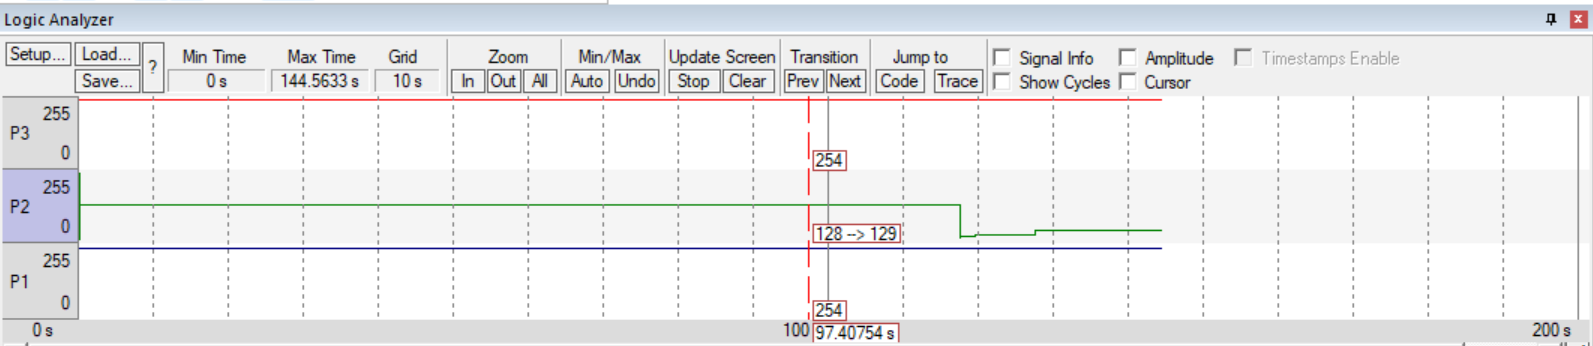 Logic Analyzer
Setup... Load... ? Min Time Max Time Grid Zoom Min/Max Update Screen Transition Jump to Signal Info Amplitude Timestamps Enable
Save... 0 s 144.5633 s 10 s In Out All Auto Undo Stop Clear Prev Next Code Trace Show Cycles Cursor
255
P3
0
254
255
P2
0
128 --> 129
255
P1
0
254
0 s 100 97.40754 s 200 s